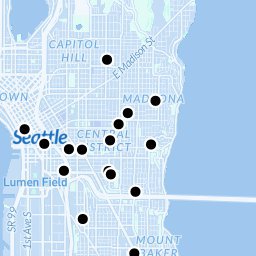 CAPITOL
HILL
E Madison St
OWN
MADRONA
Seattle
CENTRAL
DISTRICT
Lumen Field
SR 99
1st Ave S
MOUNT
BAKER